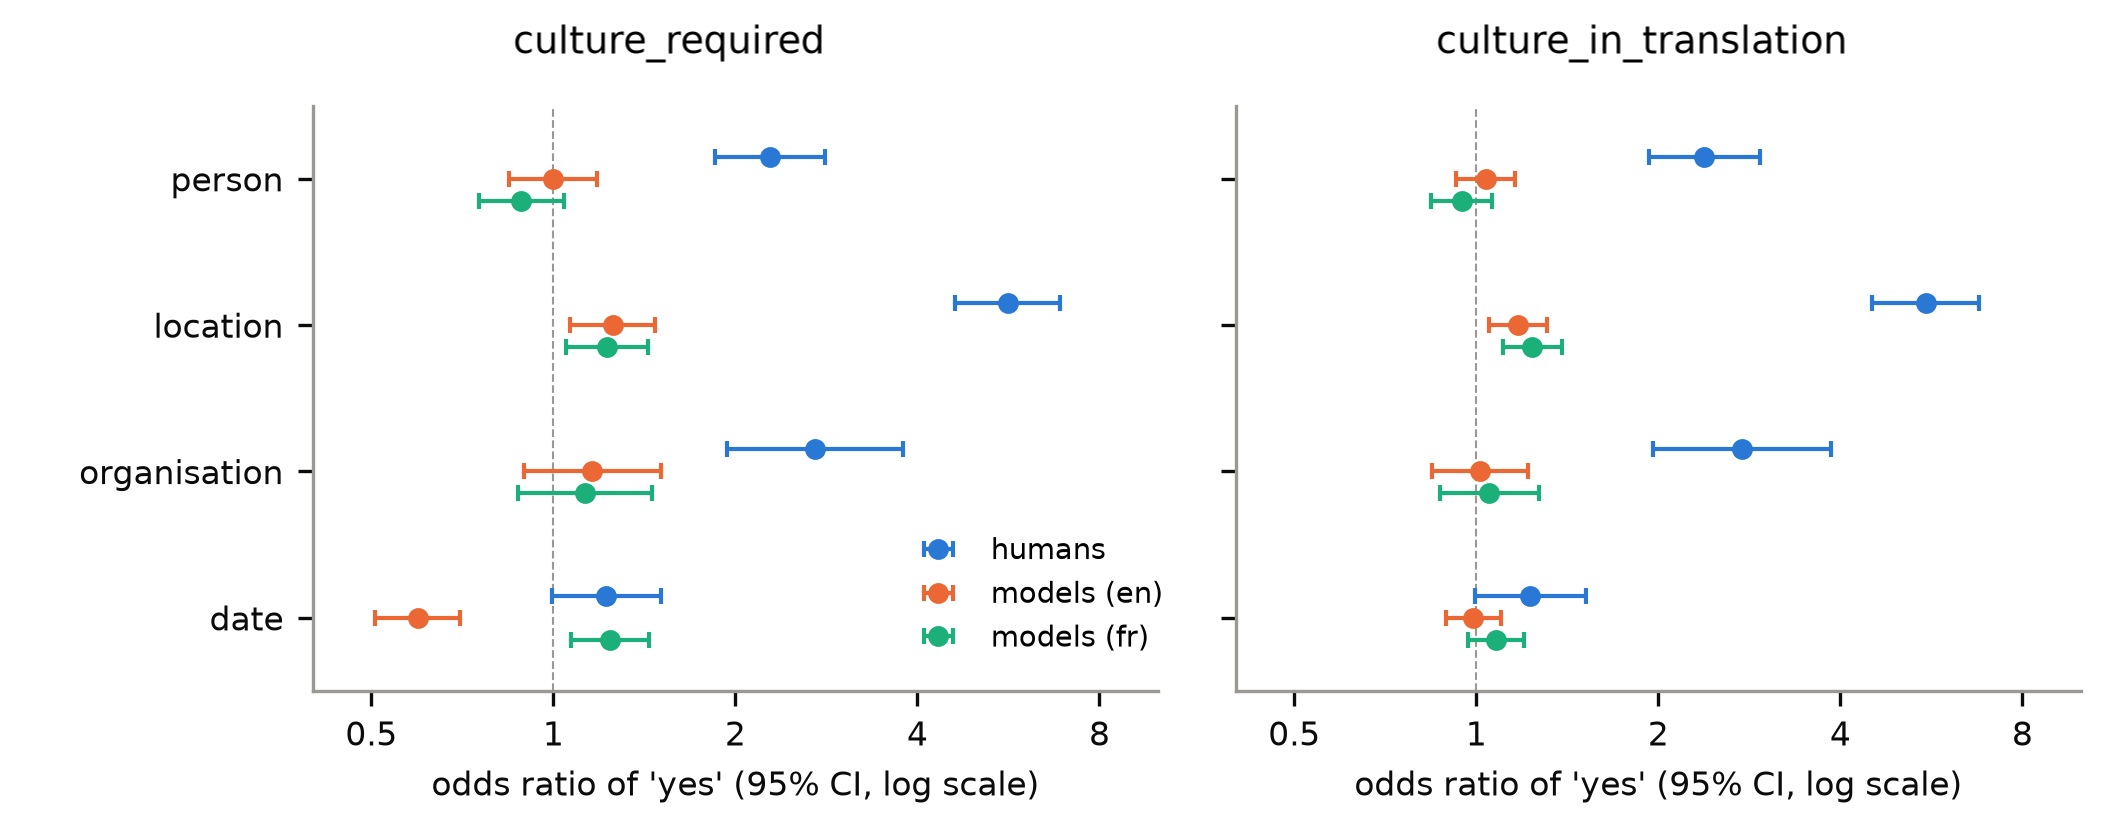 culture_required
culture_in_translation
person
location
organisation
date
humans
models (en)
models (fr)
0.5 1 2 4 8
0.5 1 2 4 8
odds ratio of 'yes' (95% CI, log scale)
odds ratio of 'yes' (95% CI, log scale)